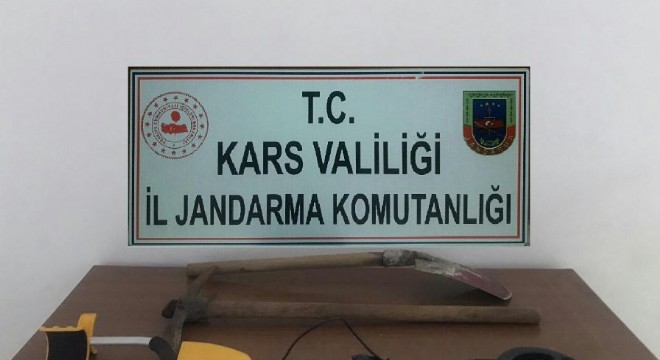 T.C.
KARS VALİLİĞİ
İL JANDARMA KOMUTANLIĞI